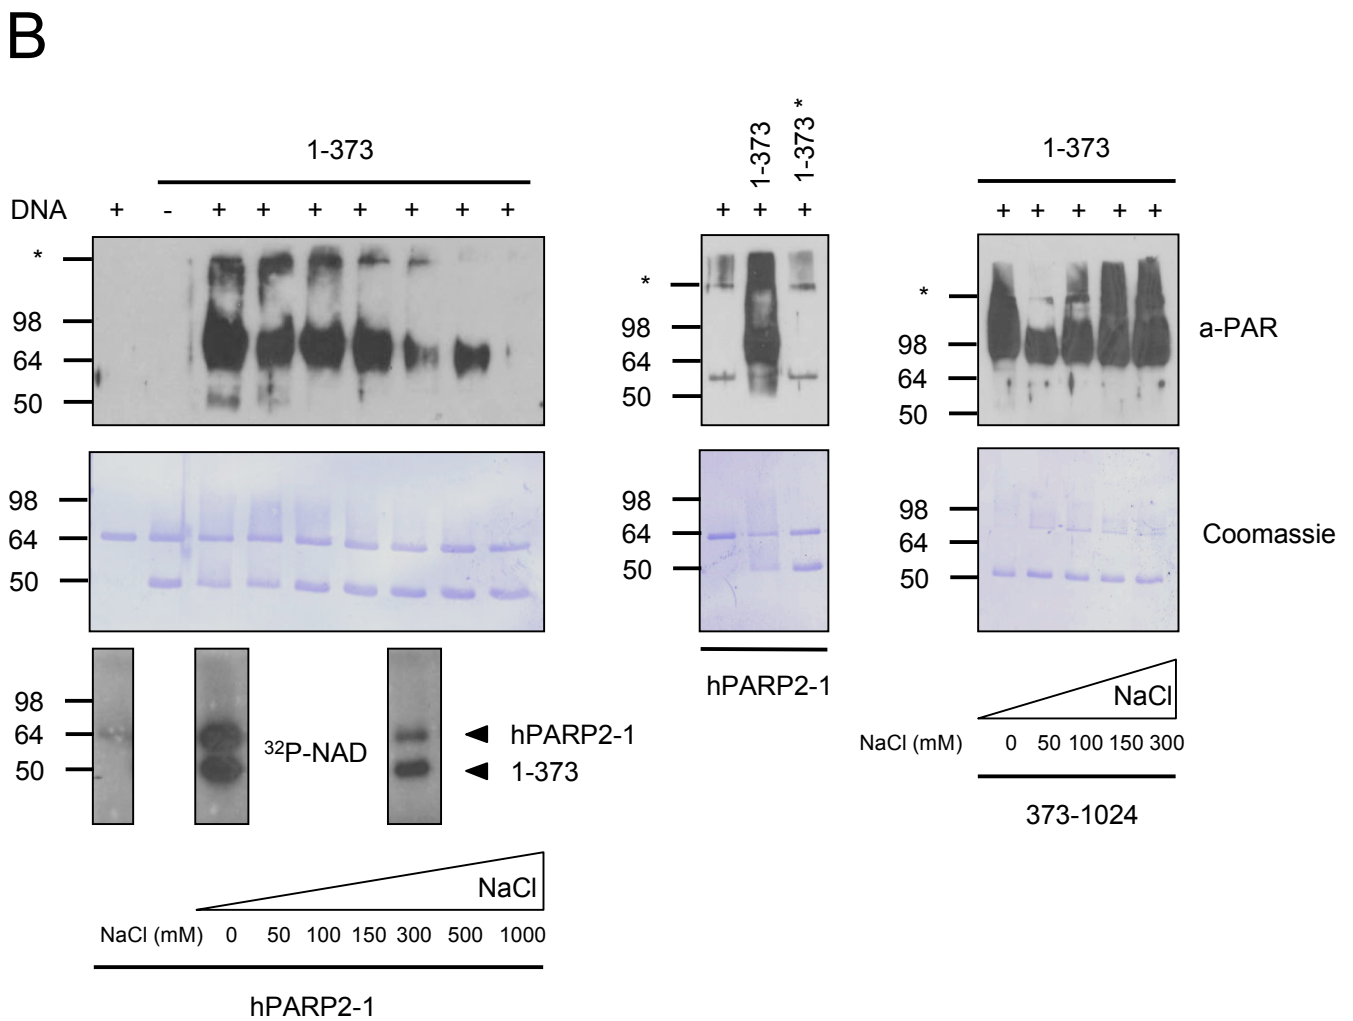 B
1-373
DNA + - + + + + + + +
*
98
64
50
98
64
50
98
64
50
32P-NAD
hPARP2-1
1-373
NaCl
NaCl (mM) 0 50 100 150 300 500 1000
hPARP2-1
1-373
1-373 *
+ + +
*
98
64
50
98
64
50
hPARP2-1
1-373
+ + + + +
*
98
64
50
a-PAR
98
64
50
Coomassie
NaCl
NaCl (mM) 0 50 100 150 300
373-1024